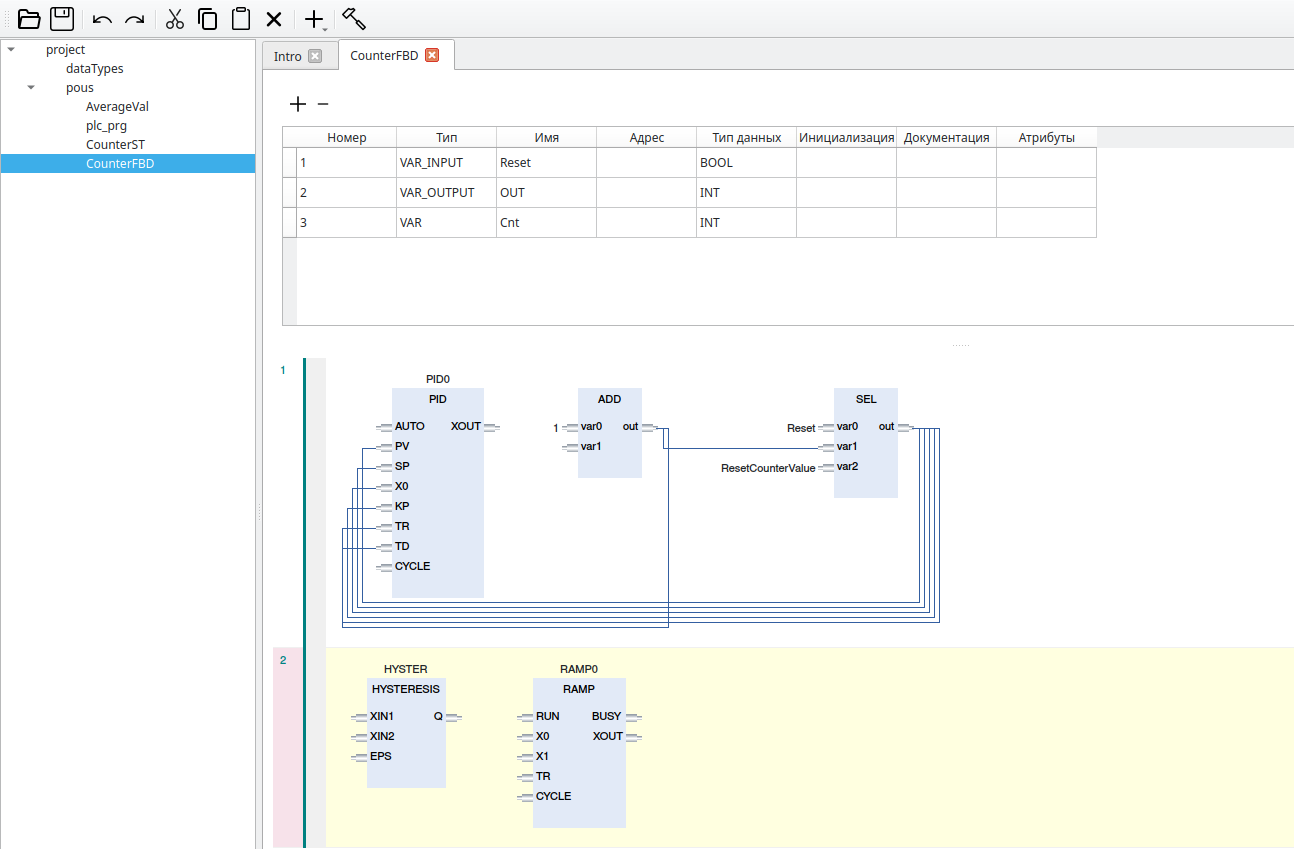 project
dataTypes
pous
AverageVal
plc_prg
CounterST
CounterFBD
Intro
CounterFBD
Номер Тип Имя Адрес Тип данных Инициализация Документация Атрибуты
1 VAR_INPUT Reset BOOL
2 VAR_OUTPUT OUT INT
3 VAR Cnt INT
1
PID0
PID
AUTO XOUT
PV
SP
X0
KP
TR
TD
CYCLE
ADD
1 var0 out
var1
SEL
Reset var0 out
var1
ResetCounterValue var2
2
HYSTER
HYSTERESIS
XIN1 Q
XIN2
EPS
RAMP0
RAMP
RUN BUSY
X0 XOUT
X1
TR
CYCLE